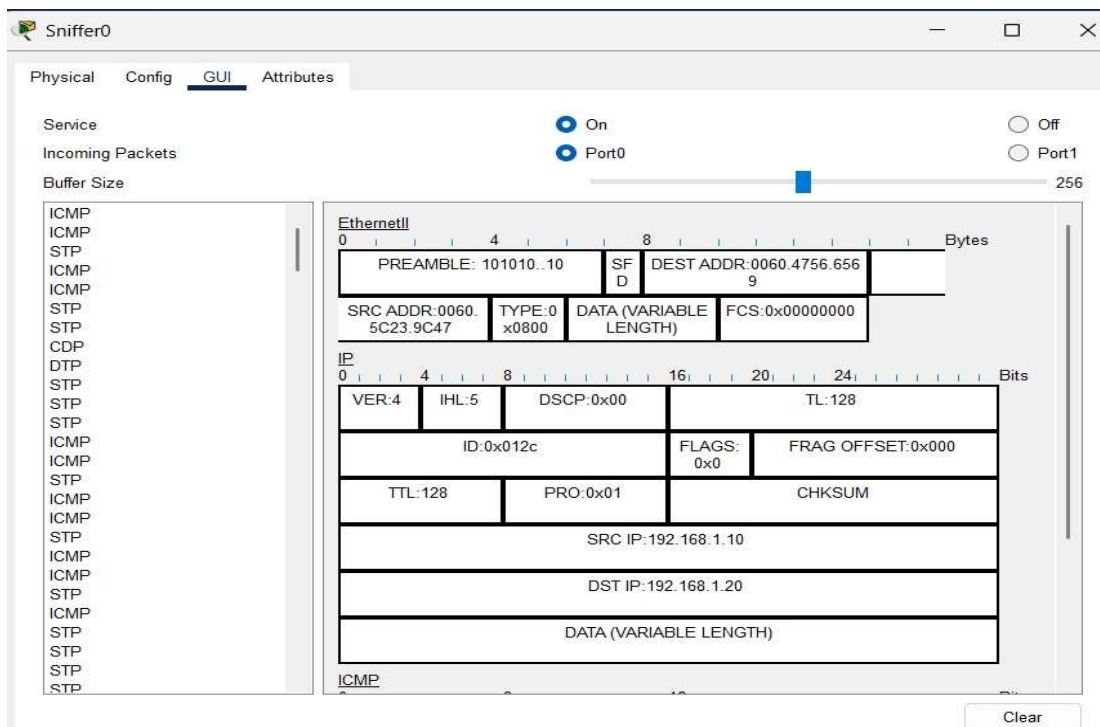 Sniffer0
Physical Config GUI Attributes
Service On Off
Incoming Packets Port0 Port1
Buffer Size 256
ICMP
ICMP
STP
ICMP
ICMP
STP
STP
CDP
DTP
STP
STP
STP
ICMP
ICMP
STP
ICMP
ICMP
STP
ICMP
ICMP
STP
ICMP
STP
STP
STP
STP
EthernetII
0 4 8 Bytes
PREAMBLE: 101010..10 SF DEST ADDR:0060.4756.656
D 9
SRC ADDR:0060. TYPE:0 DATA (VARIABLE FCS:0x00000000
5C23.9C47 x0800 LENGTH)
IP
0 4 8 16 20 24 Bits
VER:4 IHL:5 DSCP:0x00 TL:128
ID:0x012c FLAGS: FRAG OFFSET:0x000
0x0
TTL:128 PRO:0x01 CHKSUM
SRC IP:192.168.1.10
DST IP:192.168.1.20
DATA (VARIABLE LENGTH)
ICMP
Clear